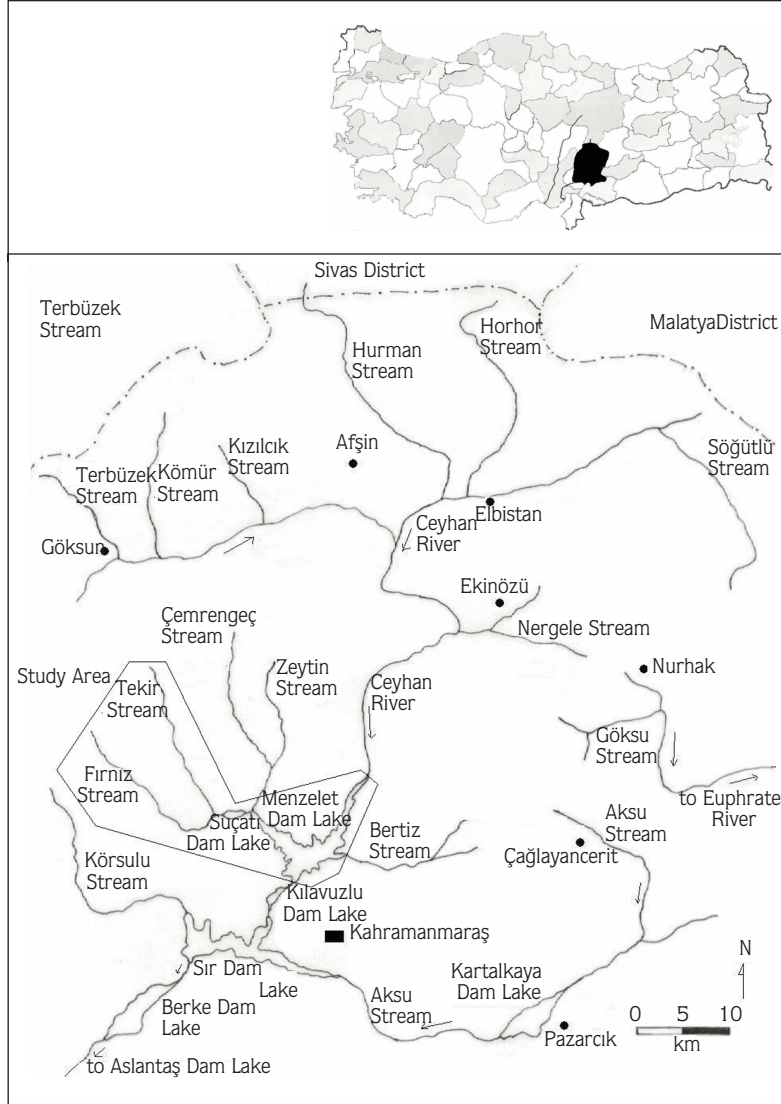 Sivas District
Terbüzek
Stream
Horhor
Stream
MalatyaDistrict
Hurman
Stream
Kızılcık
Stream
Afşin
Terbüzek
Stream
Kömür
Stream
Söğütlü
Stream
Göksun
Ceyhan
River
Elbistan
Ekinözü
Çemrengeç
Stream
Nergele Stream
Study Area
Tekir
Stream
Zeytin
Stream
Ceyhan
River
Nurhak
Göksu
Stream
Fırnız
Stream
Menzelet
Dam Lake
Suçatı
Dam Lake
to Euphrate
River
Bertiz
Stream
Aksu
Stream
Çağlayancerit
Körsulu
Stream
Kılavuzlu
Dam Lake
Kahramanmaraş
N
Sır Dam
Lake
Kartalkaya
Dam Lake
Berke Dam
Lake
Aksu
Stream
0 5 10
km
Pazarcık
to Aslantaş Dam Lake